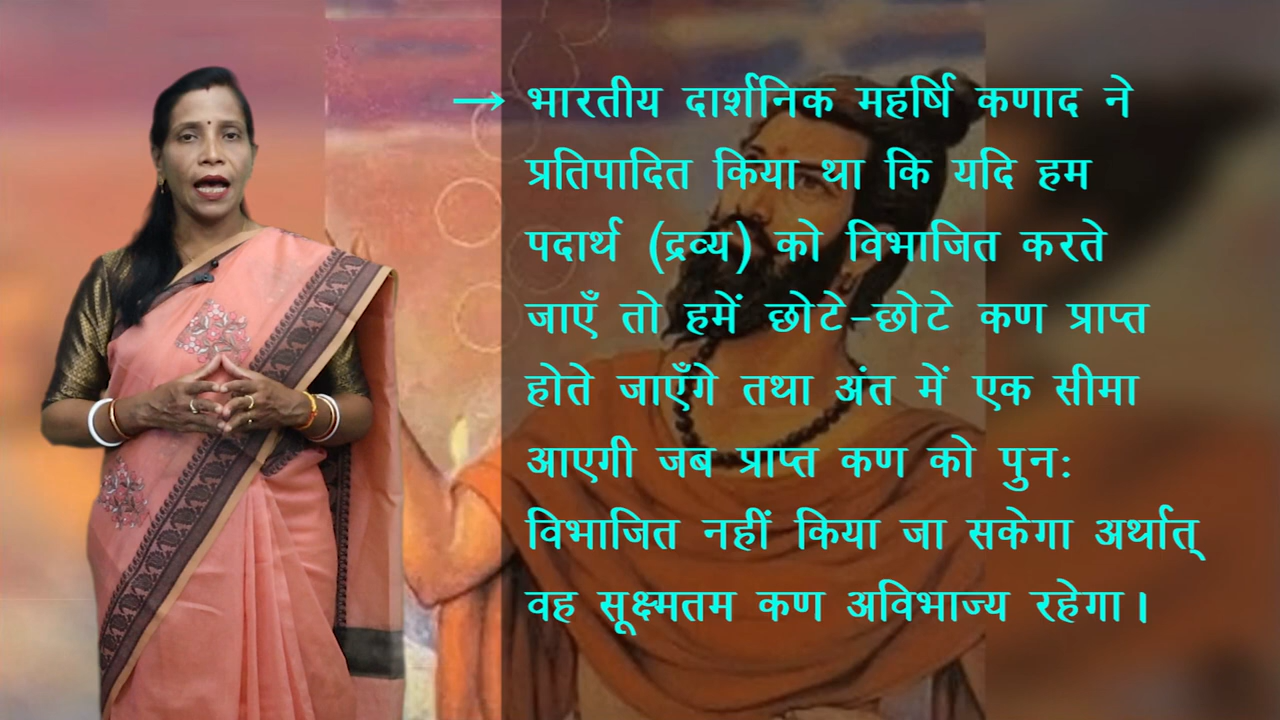 → भारतीय दार्शनिक महर्षि कणाद ने
प्रतिपादित किया था कि यदि हम
पदार्थ (द्रव्य) को विभाजित करते
जाएँ तो हमें छोटे-छोटे कण प्राप्त
होते जाएँगे तथा अंत में एक सीमा
आएगी जब प्राप्त कण को पुनः
विभाजित नहीं किया जा सकेगा अर्थात्
वह सूक्ष्मतम कण अविभाज्य रहेगा।